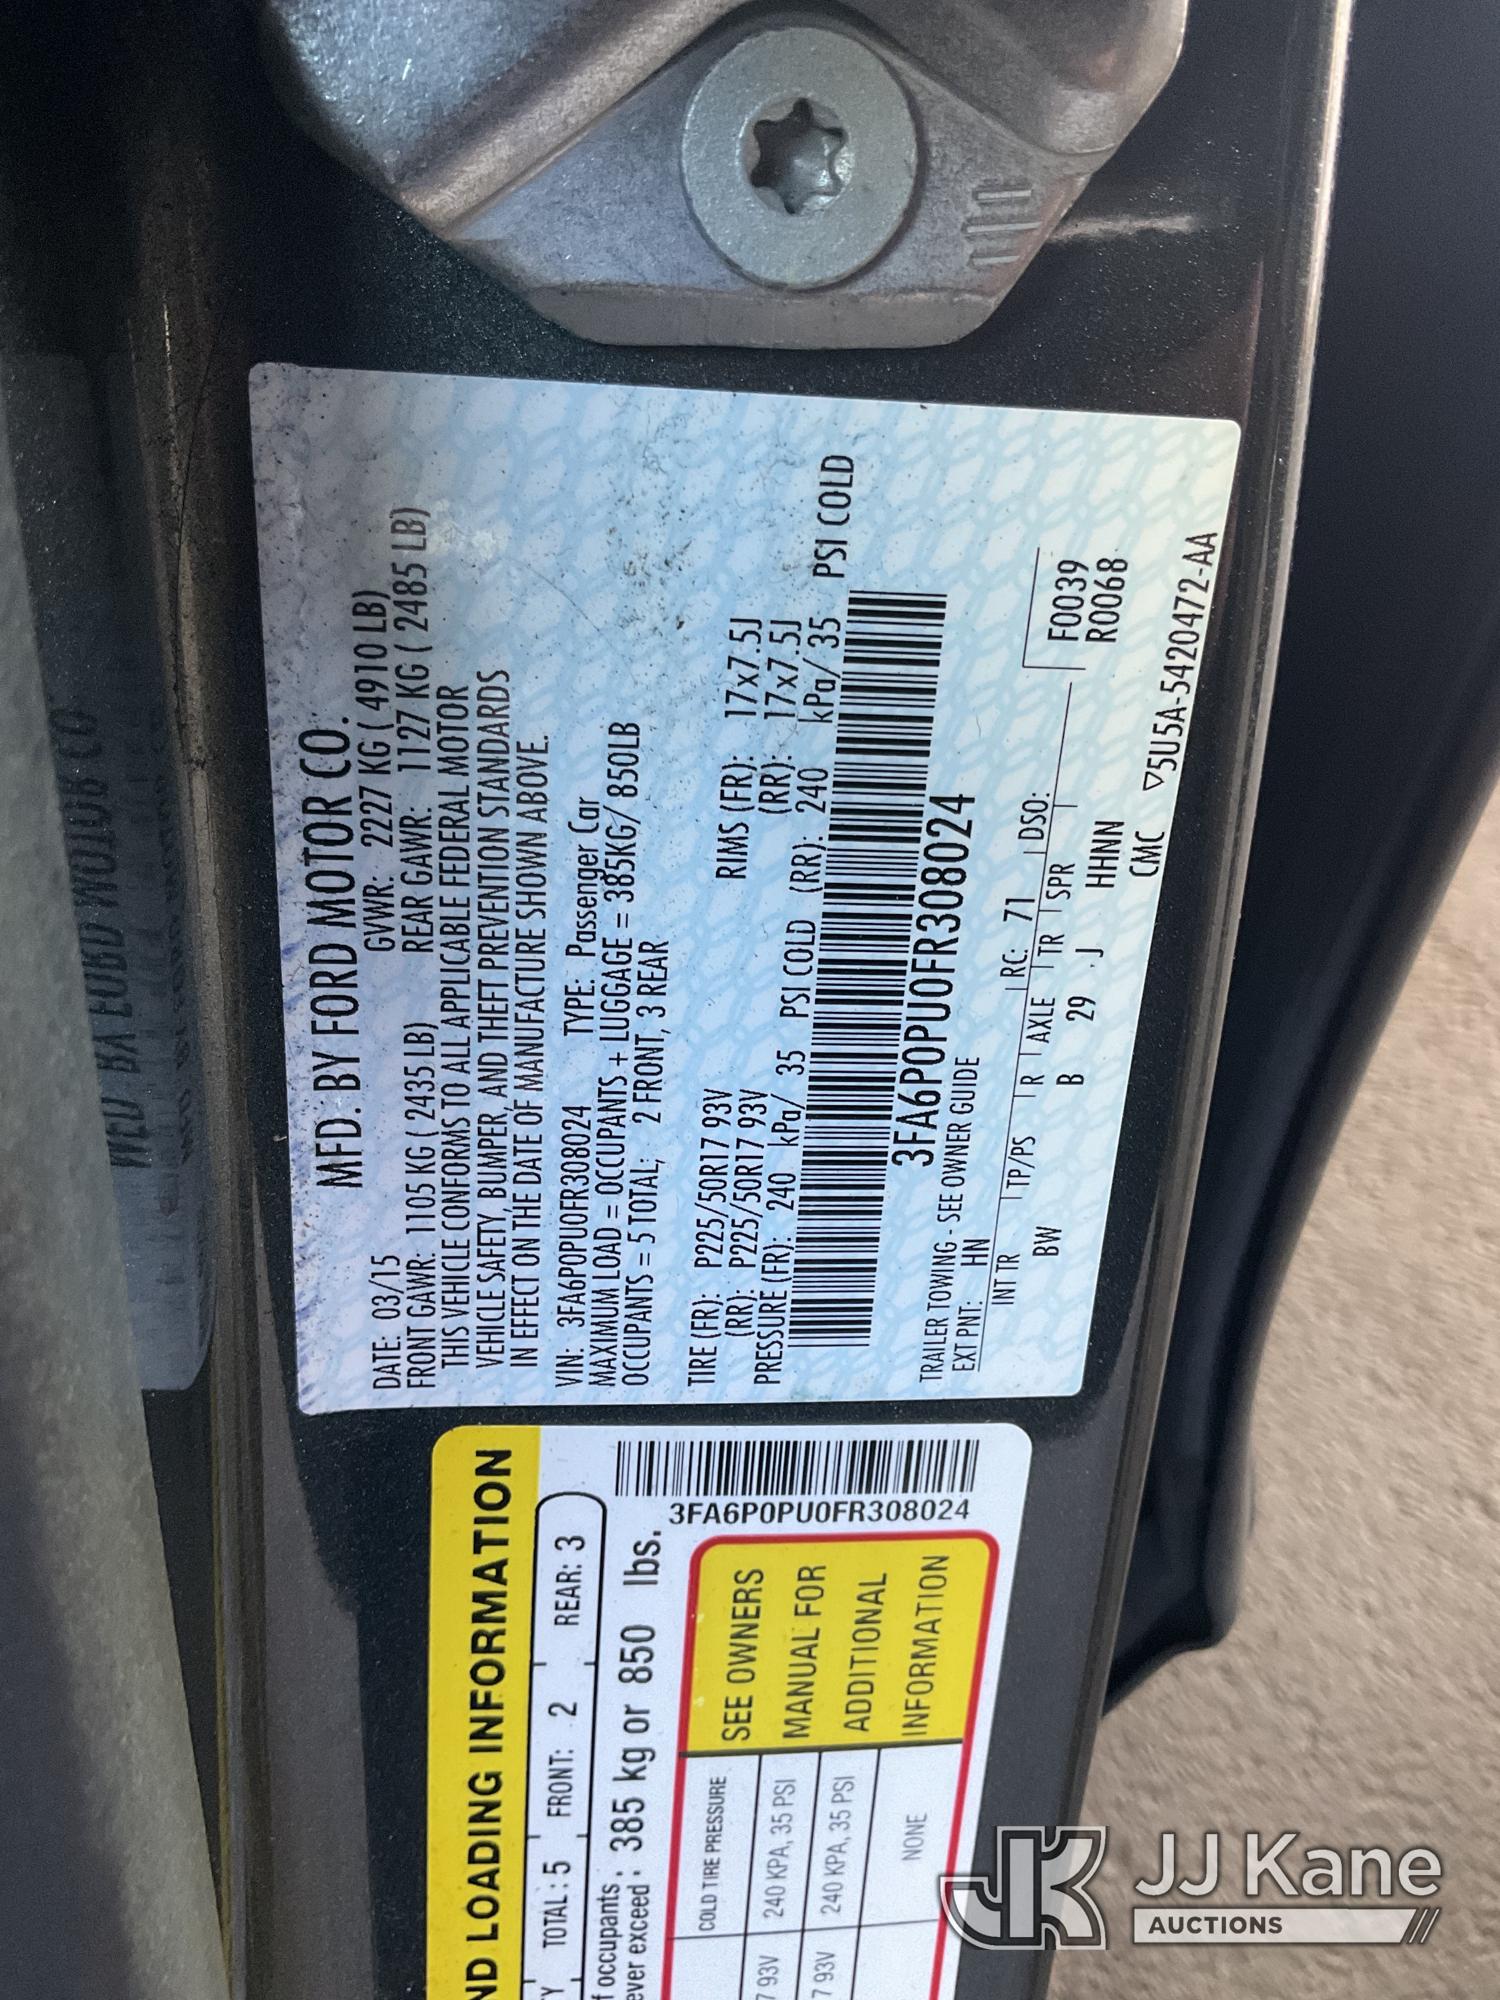 MFD. BY FORD MOTOR CO.
DATE: 03/15 GVWR: 2227 KG ( 4910 LB)
FRONT GAWR: 1105 KG ( 2435 LB) REAR GAWR: 1127 KG ( 2485 LB)
THIS VEHICLE CONFORMS TO ALL APPLICABLE FEDERAL MOTOR
VEHICLE SAFETY, BUMPER, AND THEFT PREVENTION STANDARDS
IN EFFECT ON THE DATE OF MANUFACTURE SHOWN ABOVE.
VIN: 3FA6P0PU0FR308024 TYPE: Passenger Car
MAXIMUM LOAD = OCCUPANTS + LUGGAGE = 385KG/ 850LB
OCCUPANTS = 5 TOTAL; 2 FRONT, 3 REAR
TIRE (FR): P225/50R17 93V RIMS (FR): 17x7.5J
(RR): P225/50R17 93V (RR): 17x7.5J
PRESSURE (FR): 240 kPa/ 35 PSI COLD (RR): 240 kPa/ 35 PSI COLD
3FA6P0PU0FR308024
TRAILER TOWING - SEE OWNER GUIDE
EXT PNT: HN RC: 71 DSO:
INT TR TP/PS R AXLE TR SPR F0039
BW B 29 J HHNN R0068
CMC ▽5U5A-5420472-AA
ND LOADING INFORMATION
Y TOTAL : 5 FRONT: 2 REAR: 3
f occupants
ever exceed : 385 kg or 850 lbs.
3FA6P0PU0FR308024
COLD TIRE PRESSURE
7 93V 240 KPA, 35 PSI
7 93V 240 KPA, 35 PSI
NONE
SEE OWNERS
MANUAL FOR
ADDITIONAL
INFORMATION
JK
JJ Kane
AUCTIONS